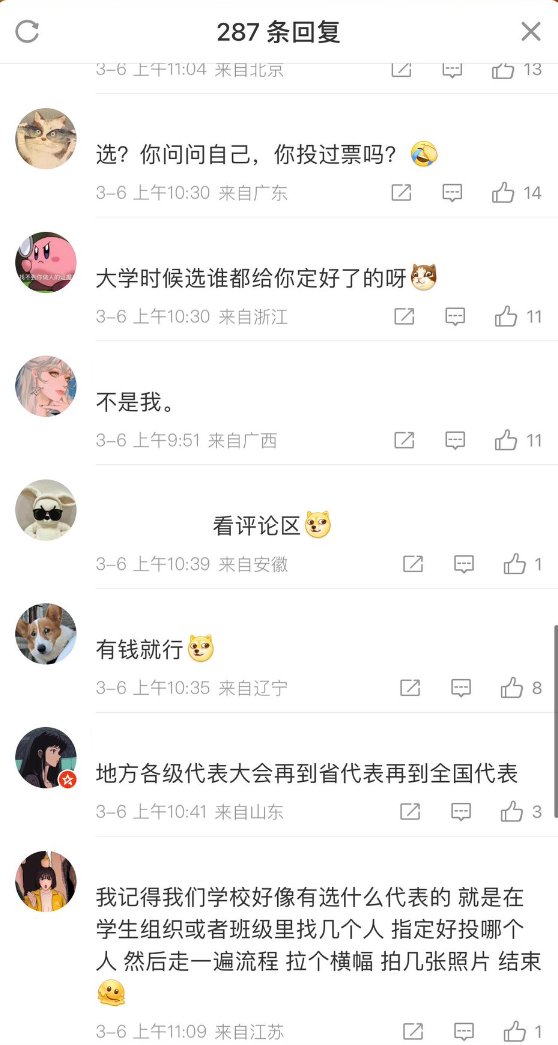 287 条回复
3-6 上午11:04 来自北京
13
选？你问问自己，你投过票吗？
3-6 上午10:30 来自广东
14
大学时候选谁都给你定好了的呀
3-6 上午10:30 来自浙江
11
不是我。
3-6 上午9:51 来自广西
11
看评论区
3-6 上午10:39 来自安徽
1
有钱就行
3-6 上午10:35 来自辽宁
8
地方各级代表大会再到省代表再到全国代表
3-6 上午10:41 来自山东
3
我记得我们学校好像有选什么代表的 就是在
学生组织或者班级里找几个人 指定好投哪个
人 然后走一遍流程 拉个横幅 拍几张照片 结束
3-6 上午11:09 来自江苏
1